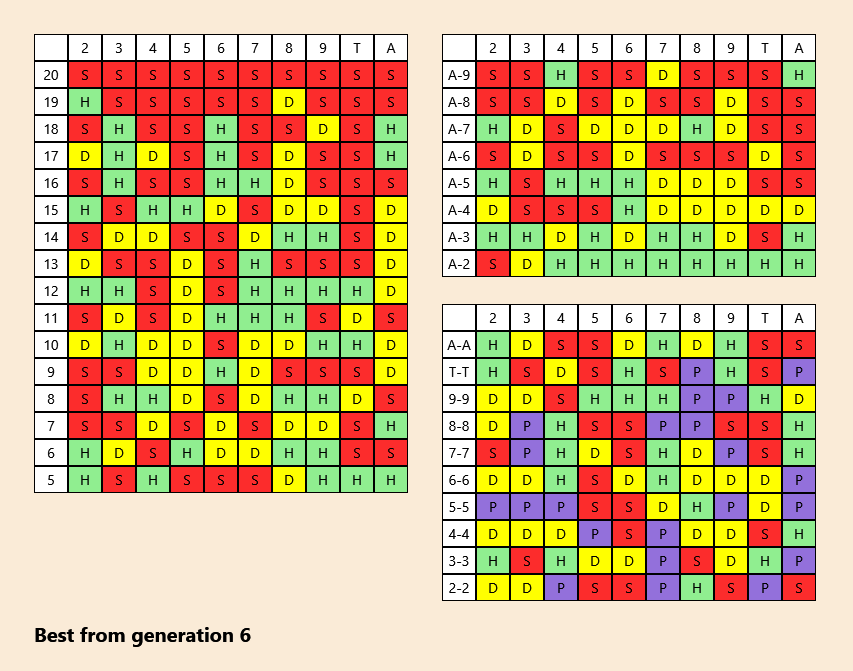 2 3 4 5 6 7 8 9 T A
20 S S S S S S S S S S
19 H S S S S S D S S S
18 S H S S H S S D S H
17 D H D S H S D S S H
16 S H S S H H D S S S
15 H S H H D S D D S D
14 S D D S S D H H S D
13 D S S D S H S S S D
12 H H S D S H H H H D
11 S D S D H H H S D S
10 D H D D S D D H H D
9 S S D D H D S S S D
8 S H H D S D H H D S
7 S S D S D S D D S H
6 H D S H D D H H S S
5 H S H S S S D H H H
2 3 4 5 6 7 8 9 T A
A-9 S S H S S D S S S H
A-8 S S D S D S S D S S
A-7 H D S D D D H D S S
A-6 S D S S D S S S D S
A-5 H S H H H D D D S S
A-4 D S S S H D D D D D
A-3 H H D H D H H D S H
A-2 S D H H H H H H H H
2 3 4 5 6 7 8 9 T A
A-A H D S S D H D H S S
T-T H S D S H S P H S P
9-9 D D S H H H P P H D
8-8 D P H S S P P S S H
7-7 S P H D S H D P S H
6-6 D D H S D H D D D P
5-5 P P P S S D H P D P
4-4 D D D P S P D D S H
3-3 H S H D D P S D H P
2-2 D D P S S P H S P S
Best from generation 6